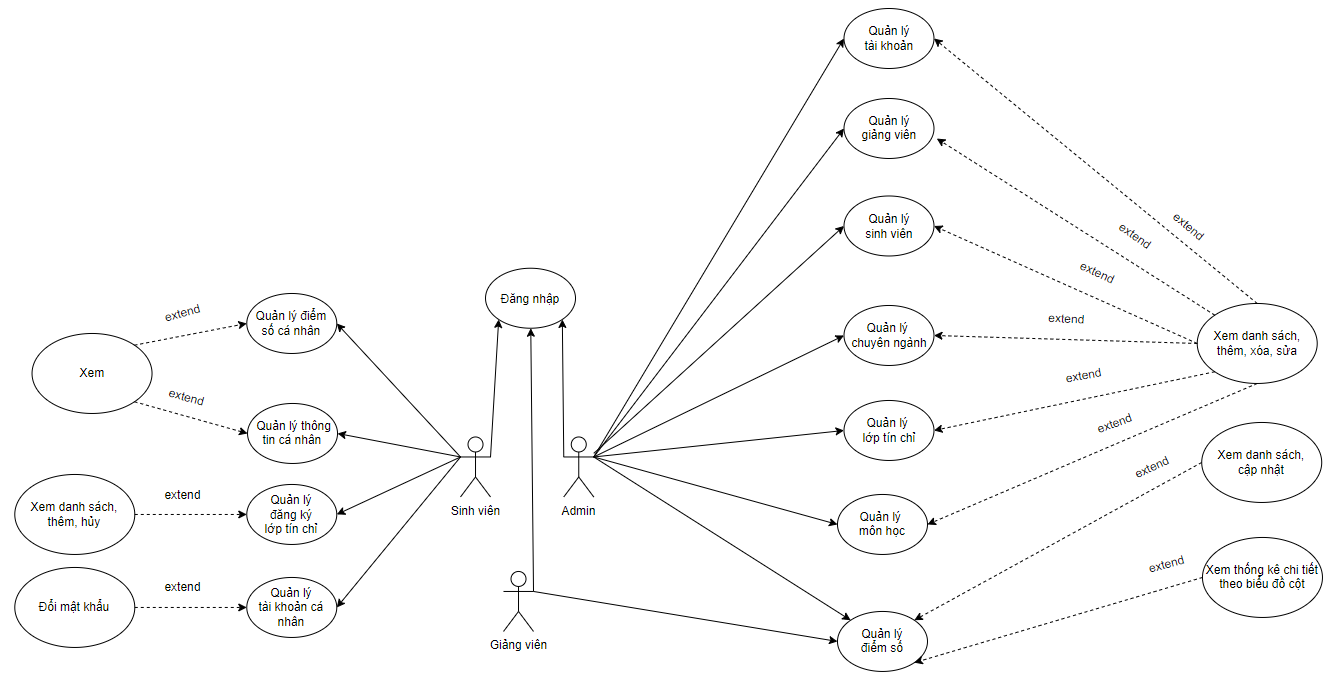 Quản lý
tài khoản
Quản lý
giảng viên
extend
extend
Quản lý
sinh viên
extend
Đăng nhập
extend
Quản lý điểm
số cá nhân
extend
Quản lý
chuyên ngành
Xem danh sách,
thêm, xóa, sửa
Xem
extend
extend
Quản lý thông
tin cá nhân
Quản lý
lớp tín chỉ
extend
Xem danh sách,
cập nhật
extend
Xem danh sách,
thêm, hủy
extend
Quản lý
đăng ký
lớp tín chỉ
Sinh viên
Admin
Quản lý
môn học
extend
Xem thống kê chi tiết
theo biểu đồ cột
Đổi mật khẩu
extend
Quản lý
tài khoản cá
nhân
Giảng viên
Quản lý
điểm số